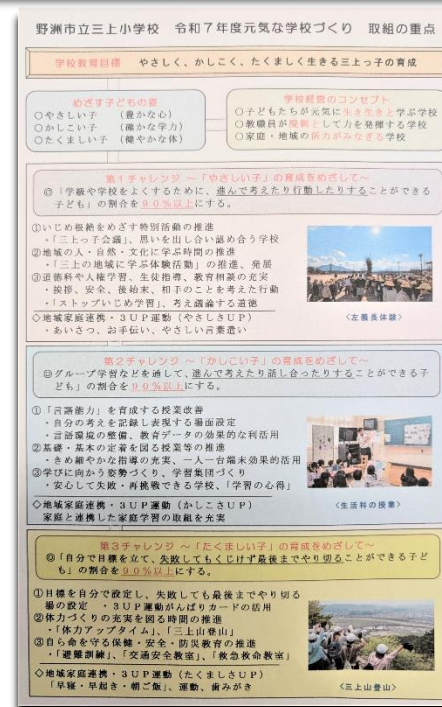 野洲市立三上小学校　令和7年度元気な学校づくり　取組の重点
学校教育目標　やさしく、かしこく、たくましく生きる三上っ子の育成
めざす子どもの姿
○やさしい子　（豊かな心）
○かしこい子　（確かな学力）
○たくましい子　（健やかな体）
学校経営のコンセプト
○子どもたちが元気に生き生きと学ぶ学校
○教職員が意欲として力を発揮する学校
○家庭・地域の活力がみなぎる学校
第1チャレンジ ～「やさしい子」の育成をめざして～
◎「学級や学校をよくするために、進んで考えたり行動したりすることができる
子ども」の割合を90％以上にする。
①いじめ根絶をめざす特別活動の推進
・「三上っ子会議」、思いを出し合い認め合う学校
②地域の人・自然・文化に学ぶ時間の推進
・「三上の地域に学ぶ体験活動」の推進、発展
③道徳科や人権学習、生徒指導、教育相談の充実
・挨拶、安全、後始末、相手のことを考えた行動
・「ストップいじめ学習」、考え議論する道徳
◇地域家庭連携・3UP運動（やさしさUP）
・あいさつ、お手伝い、やさしい言葉遣い
〈左義長体験〉
第2チャレンジ ～「かしこい子」の育成をめざして～
◎グループ学習などを通して、進んで考えたり話し合ったりすることができる子
ども」の割合を90％以上にする。
①「言語能力」を育成する授業改善
・自分の考えを記録し表現する場面設定
・言語環境の整備、教育データの効果的な利活用
②基礎・基本の定着を図る授業等の推進
・きめ細やかな指導の充実、一人一台端末効果的活用
③学びに向かう姿勢づくり、学習集団づくり
・安心して失敗・再挑戦できる学校、「学習の心得」
◇地域家庭連携・3UP運動（かしこさUP）
家庭と連携した家庭学習の取組を充実
〈生活科の授業〉
第3チャレンジ ～「たくましい子」の育成をめざして～
◎「自分で目標を立て、失敗してもくじけず最後までやり切ることができる子ど
も」の割合を90％以上にする。
①目標を自分で設定し、失敗しても最後までやり切る
場の設定　・3UP運動がんばりカードの活用
②体力づくりの充実を図る時間の推進
・「体力アップタイム」、「三上山登山」
③自ら命を守る保健・安全・防災教育の推進
・「避難訓練」、「交通安全教室」、「救急救命教室」
◇地域家庭連携・3UP運動（たくましさUP）
「早寝・早起き・朝ご飯」、運動、歯みがき
〈三上山登山〉